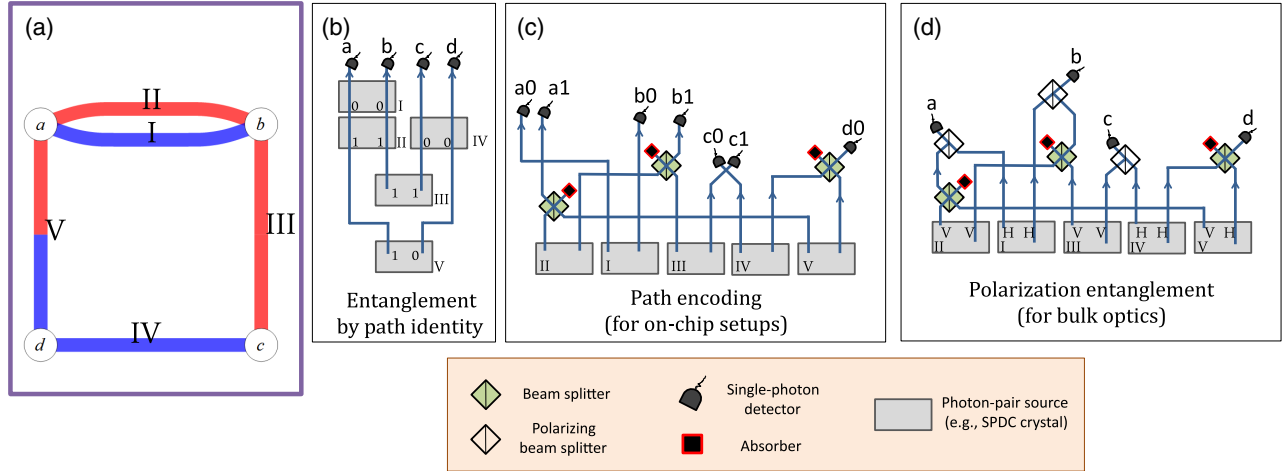 (a)
II
I
a
b
V
III
IV
d
c
(b)
a b c d
0 0 I
1 1 II
0 0 IV
1 1 III
1 0 V
Entanglement
by path identity
(c)
a0 a1
b0 b1
c0 c1
d0
II
I
III
IV
V
Path encoding
(for on-chip setups)
(d)
b
a
c
d
V V II
H H I
V V III
H H IV
V H V
Polarization entanglement
(for bulk optics)
Beam splitter
Polarizing
beam splitter
Single-photon
detector
Absorber
Photon-pair source
(e.g., SPDC crystal)